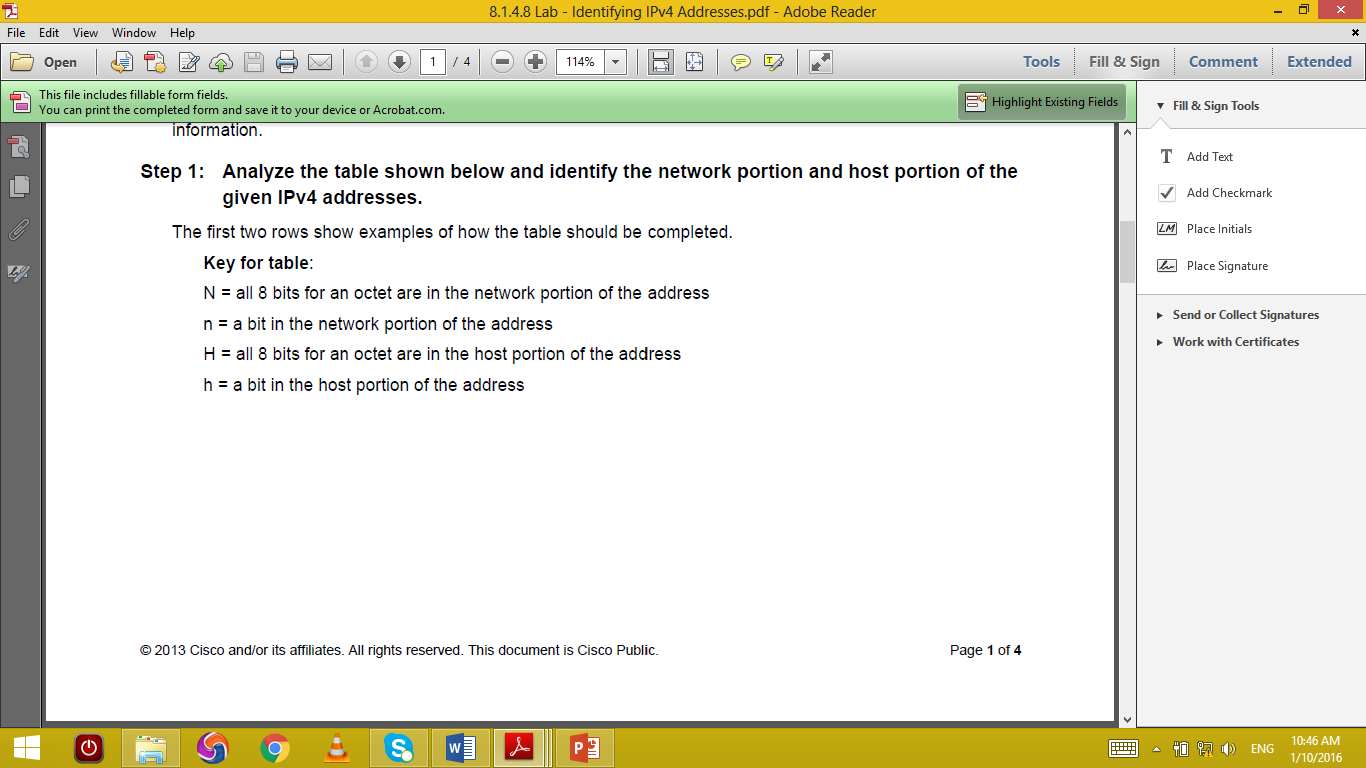 8.1.4.8 Lab - Identifying IPv4 Addresses.pdf - Adobe Reader
File Edit View Window Help
Open 1 / 4 114% Tools Fill & Sign Comment Extended
This file includes fillable form fields.
You can print the completed form and save it to your device or Acrobat.com.
Highlight Existing Fields
Fill & Sign Tools
T Add Text
Add Checkmark
LM Place Initials
Place Signature
Send or Collect Signatures
Work with Certificates
information.
Step 1: Analyze the table shown below and identify the network portion and host portion of the
given IPv4 addresses.
The first two rows show examples of how the table should be completed.
Key for table:
N = all 8 bits for an octet are in the network portion of the address
n = a bit in the network portion of the address
H = all 8 bits for an octet are in the host portion of the address
h = a bit in the host portion of the address
© 2013 Cisco and/or its affiliates. All rights reserved. This document is Cisco Public. Page 1 of 4
ENG
10:46 AM
1/10/2016